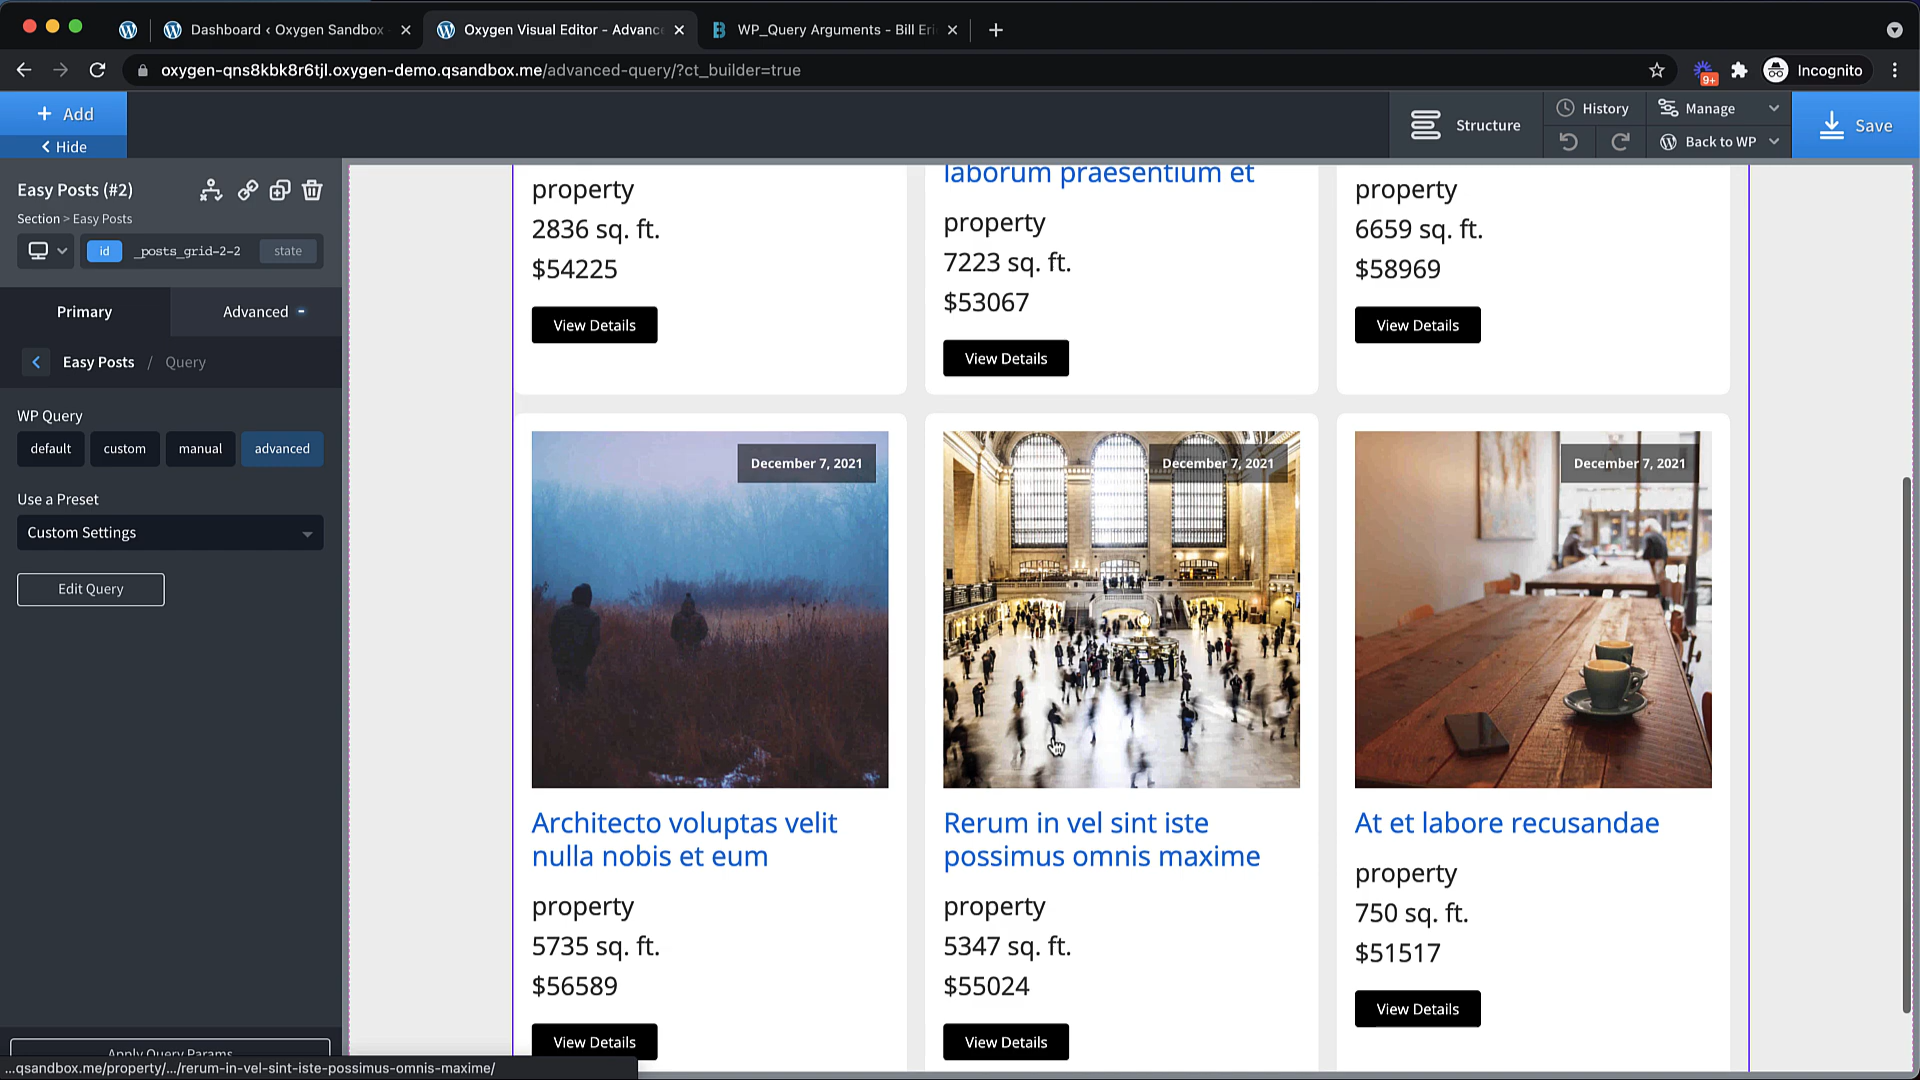 Dashboard ‹ Oxygen Sandbox
Oxygen Visual Editor - Advanc
WP_Query Arguments - Bill Eri
oxygen-qns8kbk8r6tjl.oxygen-demo.qsandbox.me/advanced-query/?ct_builder=true
9+
Incognito
+ Add
Hide
Structure
History
Manage
Back to WP
Save
Easy Posts (#2)
Section > Easy Posts
id
_posts_grid-2-2
state
Primary
Advanced
Easy Posts / Query
WP Query
default
custom
manual
advanced
Use a Preset
Custom Settings
Edit Query
Apply Query Params
...qsandbox.me/property/.../rerum-in-vel-sint-iste-possimus-omnis-maxime/
property
2836 sq. ft.
$54225
View Details
laborum praesentium et
property
7223 sq. ft.
$53067
View Details
property
6659 sq. ft.
$58969
View Details
December 7, 2021
Architecto voluptas velit
nulla nobis et eum
property
5735 sq. ft.
$56589
View Details
December 7, 2021
Rerum in vel sint iste
possimus omnis maxime
property
5347 sq. ft.
$55024
View Details
December 7, 2021
At et labore recusandae
property
750 sq. ft.
$51517
View Details